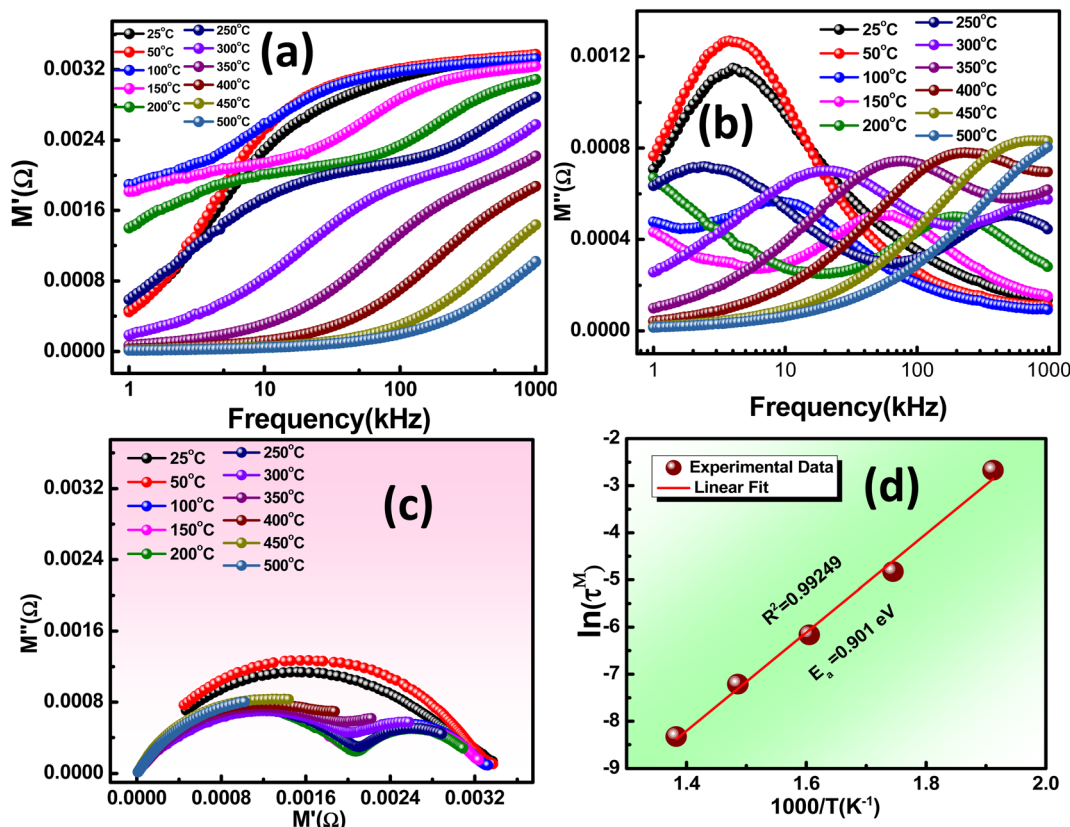 (a)
25°C
50°C
100°C
150°C
200°C
250°C
300°C
350°C
400°C
450°C
500°C
M'(Ω)
0.0032
0.0024
0.0016
0.0008
0.0000
1 10 100 1000
Frequency(kHz)
(b)
25°C
50°C
100°C
150°C
200°C
250°C
300°C
350°C
400°C
450°C
500°C
M''(Ω)
0.0012
0.0008
0.0004
0.0000
1 10 100 1000
Frequency(kHz)
(c)
25°C
50°C
100°C
150°C
200°C
250°C
300°C
350°C
400°C
450°C
500°C
M''(Ω)
0.0032
0.0024
0.0016
0.0008
0.0000
0.0000 0.0008 0.0016 0.0024 0.0032
M'(Ω)
(d)
Experimental Data
Linear Fit
R²=0.99249
Eₐ=0.901 eV
ln(τᴹ)
-2
-3
-4
-5
-6
-7
-8
-9
1.4 1.6 1.8 2.0
1000/T(K⁻¹)